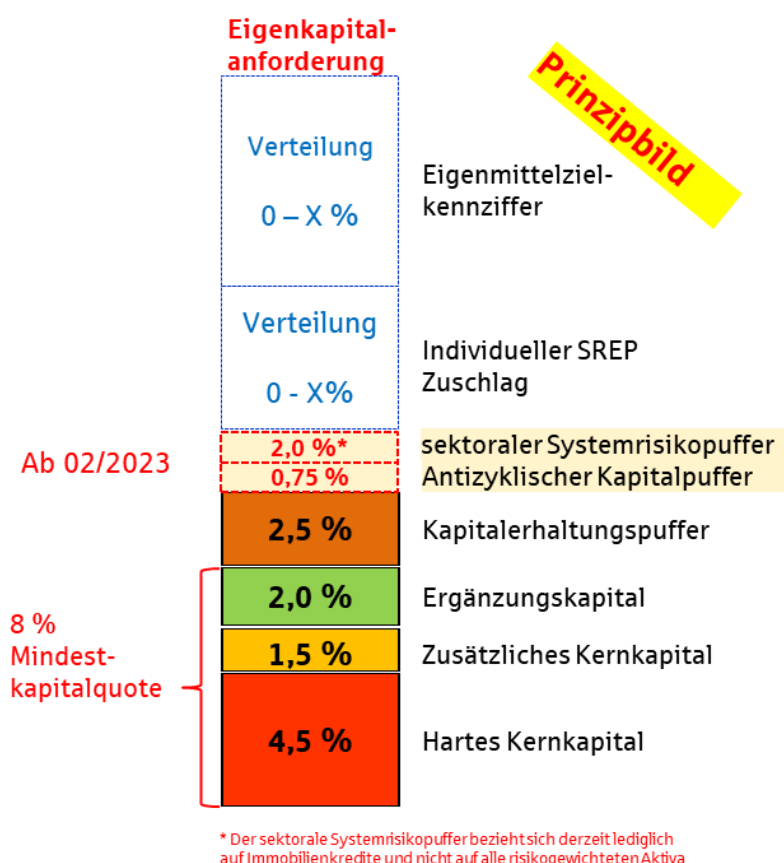 Eigenkapital-
anforderung
Prinzipbild
Verteilung
0 – X %
Eigenmittelziel-
kennziffer
Verteilung
0 - X%
Individueller SREP
Zuschlag
Ab 02/2023
2,0 %*
sektoraler Systemrisikopuffer
0,75 %
Antizyklischer Kapitalpuffer
2,5 %
Kapitalerhaltungspuffer
8 %
Mindest-
kapitalquote
2,0 %
Ergänzungskapital
1,5 %
Zusätzliches Kernkapital
4,5 %
Hartes Kernkapital
* Der sektorale Systemrisikopuffer bezieht sich derzeit lediglich
auf Immobilienkredite und nicht auf alle risikogewichteten Aktiva